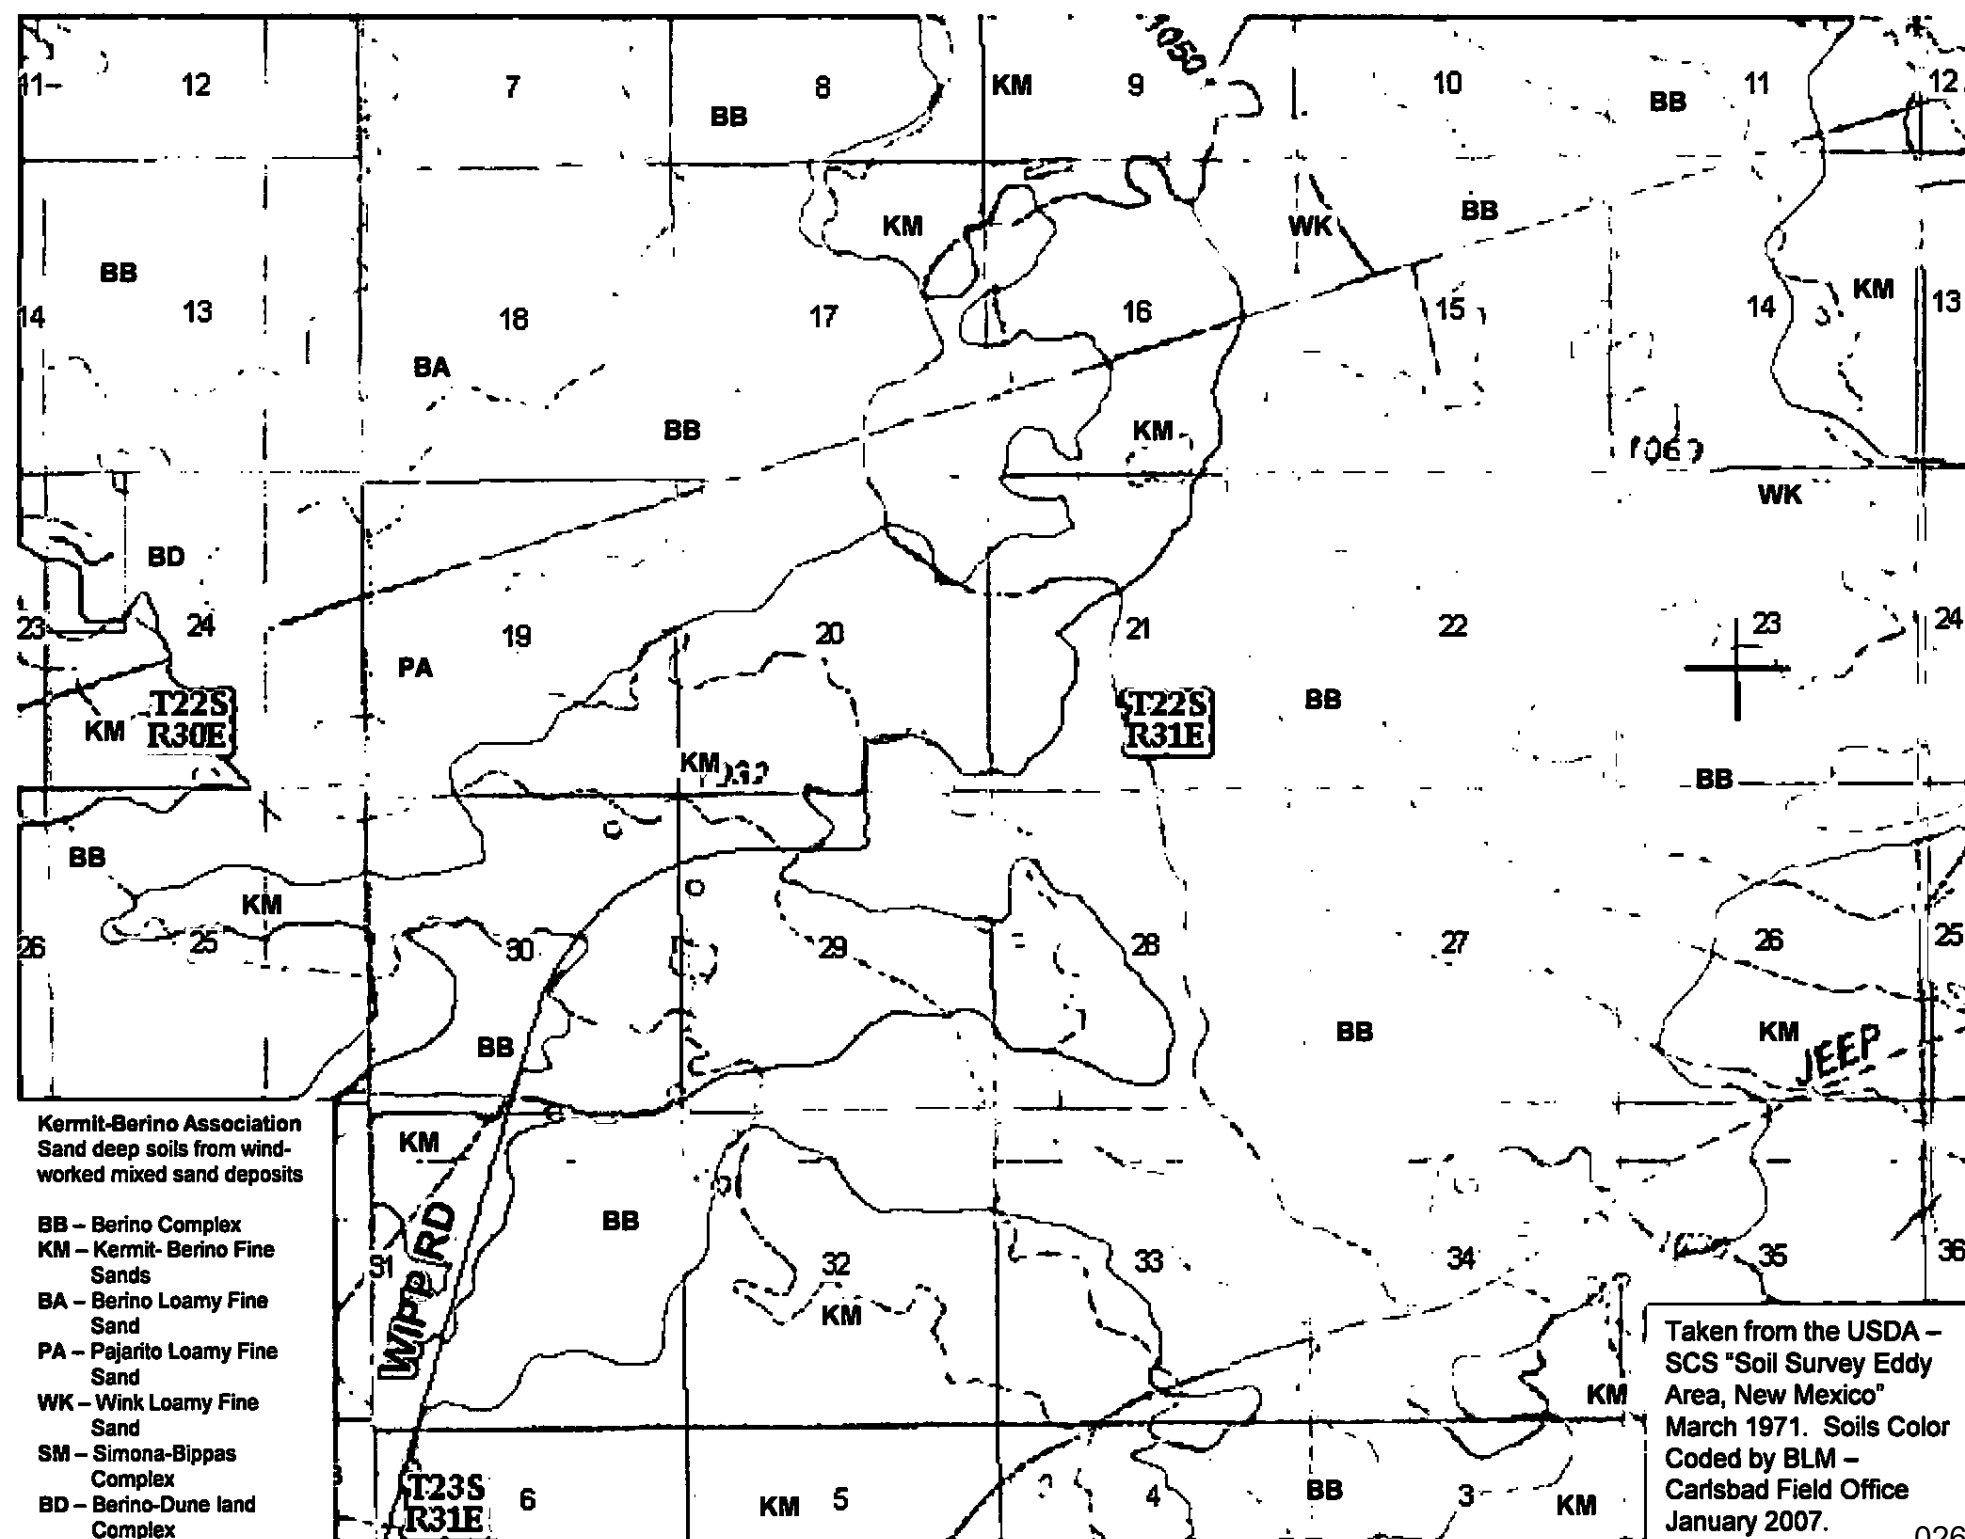 1050
11
12
7
8
KM
9
10
11
12
BB
BB
KM
WK
BB
BB
KM
14
13
18
17
16
15
14
13
BA
BB
KM
WK
BD
23
24
19
20
21
22
23
24
PA
KM
T22S
R30E
T22S
R31E
BB
KM
BB
BB
KM
26
25
30
29
28
27
26
25
BB
BB
KM
JEEP
KM
BB
WIPP RD
31
32
33
34
35
36
KM
KM
T23S
R31E
6
KM
5
4
BB
3
KM
Kermit-Berino Association
Sand deep soils from wind-
worked mixed sand deposits
BB – Berino Complex
KM – Kermit- Berino Fine
Sands
BA – Berino Loamy Fine
Sand
PA – Pajarito Loamy Fine
Sand
WK – Wink Loamy Fine
Sand
SM – Simona-Bippas
Complex
BD – Berino-Dune land
Complex
Taken from the USDA –
SCS "Soil Survey Eddy
Area, New Mexico"
March 1971. Soils Color
Coded by BLM –
Carlsbad Field Office
January 2007.
026